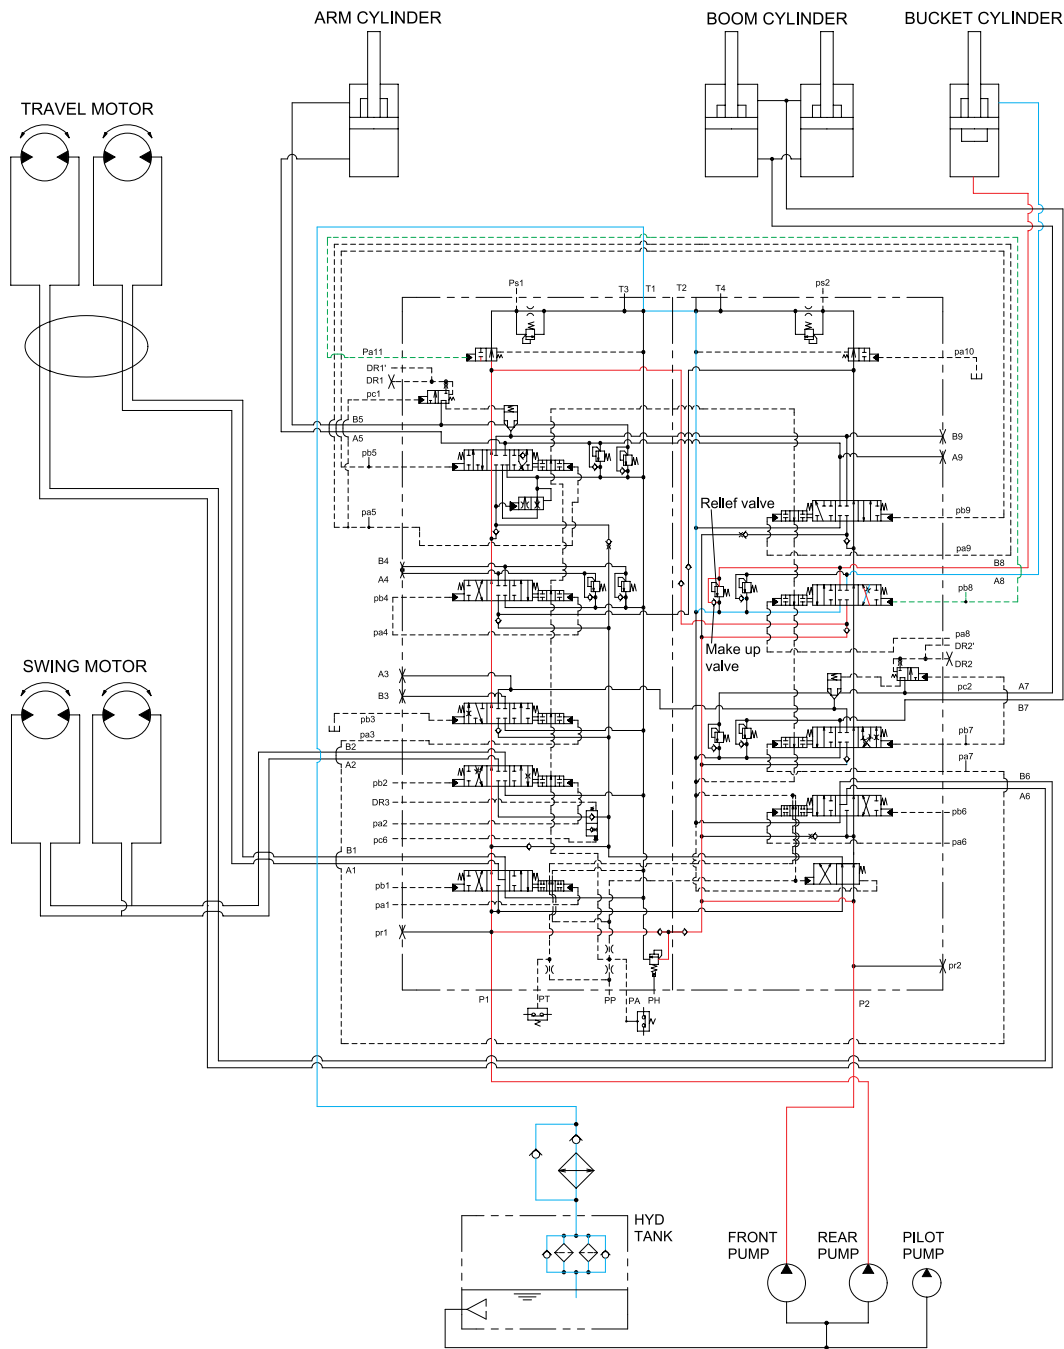 ARM CYLINDER
BOOM CYLINDER
BUCKET CYLINDER
TRAVEL MOTOR
Ps1
T3
T1
T2
T4
ps2
Pa11
pa10
DR1'
DR1
pc1
B5
A5
B9
A9
pb5
Rellef valve
pa5
pb9
pa9
B4
A4
B8
A8
pb4
pb8
pa4
pa8
DR2'
DR2
Make up
valve
SWING MOTOR
A3
B3
pc2
A7
B7
pb3
pa3
pb7
pa7
B2
A2
pb2
B6
A6
DR3
pa2
pb6
pc6
pa6
B1
A1
pb1
pa1
pr1
pr2
P1
PT
PP
PA
PH
P2
HYD
TANK
FRONT
PUMP
REAR
PUMP
PILOT
PUMP